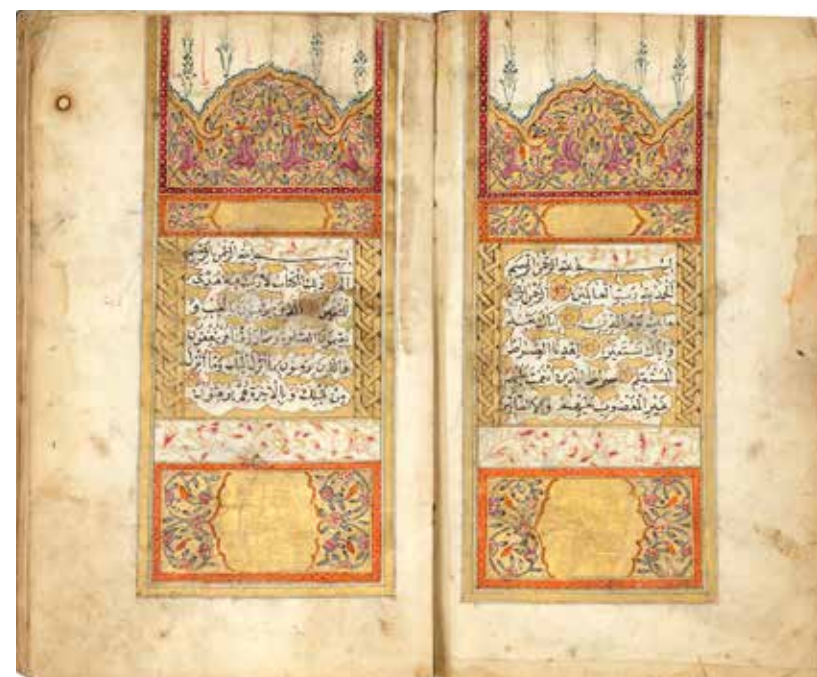 بسم الله الرحمن الرحيم
الحمد لله رب العالمين الرحمن الرحيم
مالك يوم الدين اياك نعبد
واياك نستعين اهدنا الصراط
المستقيم صراط الذين انعمت عليهم
غير المغضوب عليهم ولا الضالين
بسم الله الرحمن الرحيم
الم ذلك الكتاب لا ريب فيه هدى
للمتقين الذين يؤمنون بالغيب و
يقيمون الصلوة ومما رزقناهم ينفقون
والذين يؤمنون بما انزل اليك وما انزل
من قبلك وبالاخرة هم يوقنون